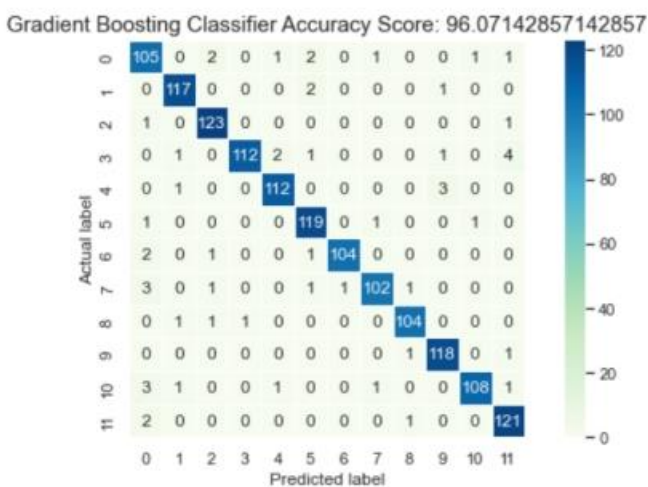 Gradient Boosting Classifier Accuracy Score: 96.07142857142857
0 105 0 2 0 1 2 0 1 0 0 1 1
1 0 117 0 0 0 2 0 0 0 1 0 0
2 1 0 123 0 0 0 0 0 0 0 0 1
3 0 1 0 112 2 1 0 0 0 1 0 4
4 0 1 0 0 112 0 0 0 0 3 0 0
5 1 0 0 0 0 119 0 1 0 0 1 0
6 2 0 1 0 0 1 104 0 0 0 0 0
7 3 0 1 0 0 1 1 102 1 0 0 0
8 0 1 1 1 0 0 0 0 104 0 0 0
9 0 0 0 0 0 0 0 0 1 118 0 1
10 3 1 0 0 1 0 0 1 0 0 108 1
11 2 0 0 0 0 0 0 0 1 0 0 121
0 1 2 3 4 5 6 7 8 9 10 11
Predicted label
Actual label
120
100
80
60
40
20
0